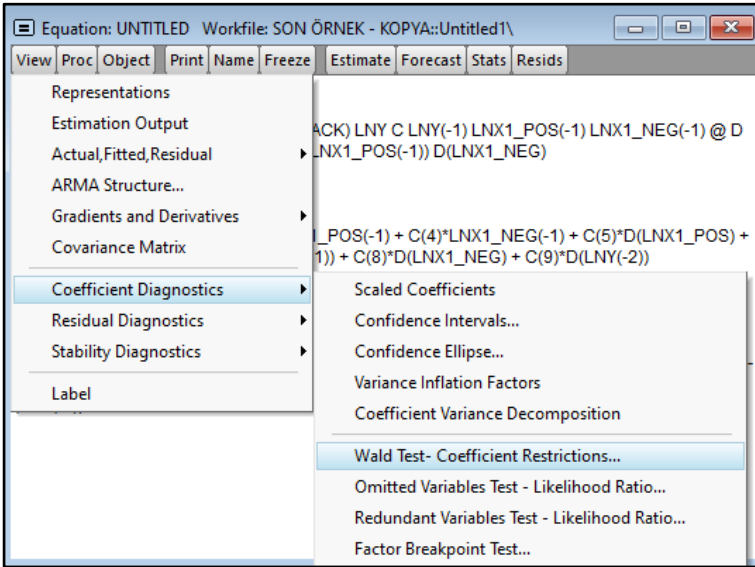 Equation: UNTITLED Workfile: SON ÖRNEK - KOPYA::Untitled1\
View Proc Object Print Name Freeze Estimate Forecast Stats Resids
Representations
Estimation Output
ACK) LNY C LNY(-1) LNX1_POS(-1) LNX1_NEG(-1) @ D
Actual,Fitted,Residual
LNX1_POS(-1)) D(LNX1_NEG)
ARMA Structure...
Gradients and Derivatives
_POS(-1) + C(4)*LNX1_NEG(-1) + C(5)*D(LNX1_POS) +
Covariance Matrix
1)) + C(8)*D(LNX1_NEG) + C(9)*D(LNY(-2))
Coefficient Diagnostics
Residual Diagnostics
Stability Diagnostics
Label
Scaled Coefficients
Confidence Intervals...
Confidence Ellipse...
Variance Inflation Factors
Coefficient Variance Decomposition
Wald Test- Coefficient Restrictions...
Omitted Variables Test - Likelihood Ratio...
Redundant Variables Test - Likelihood Ratio...
Factor Breakpoint Test...